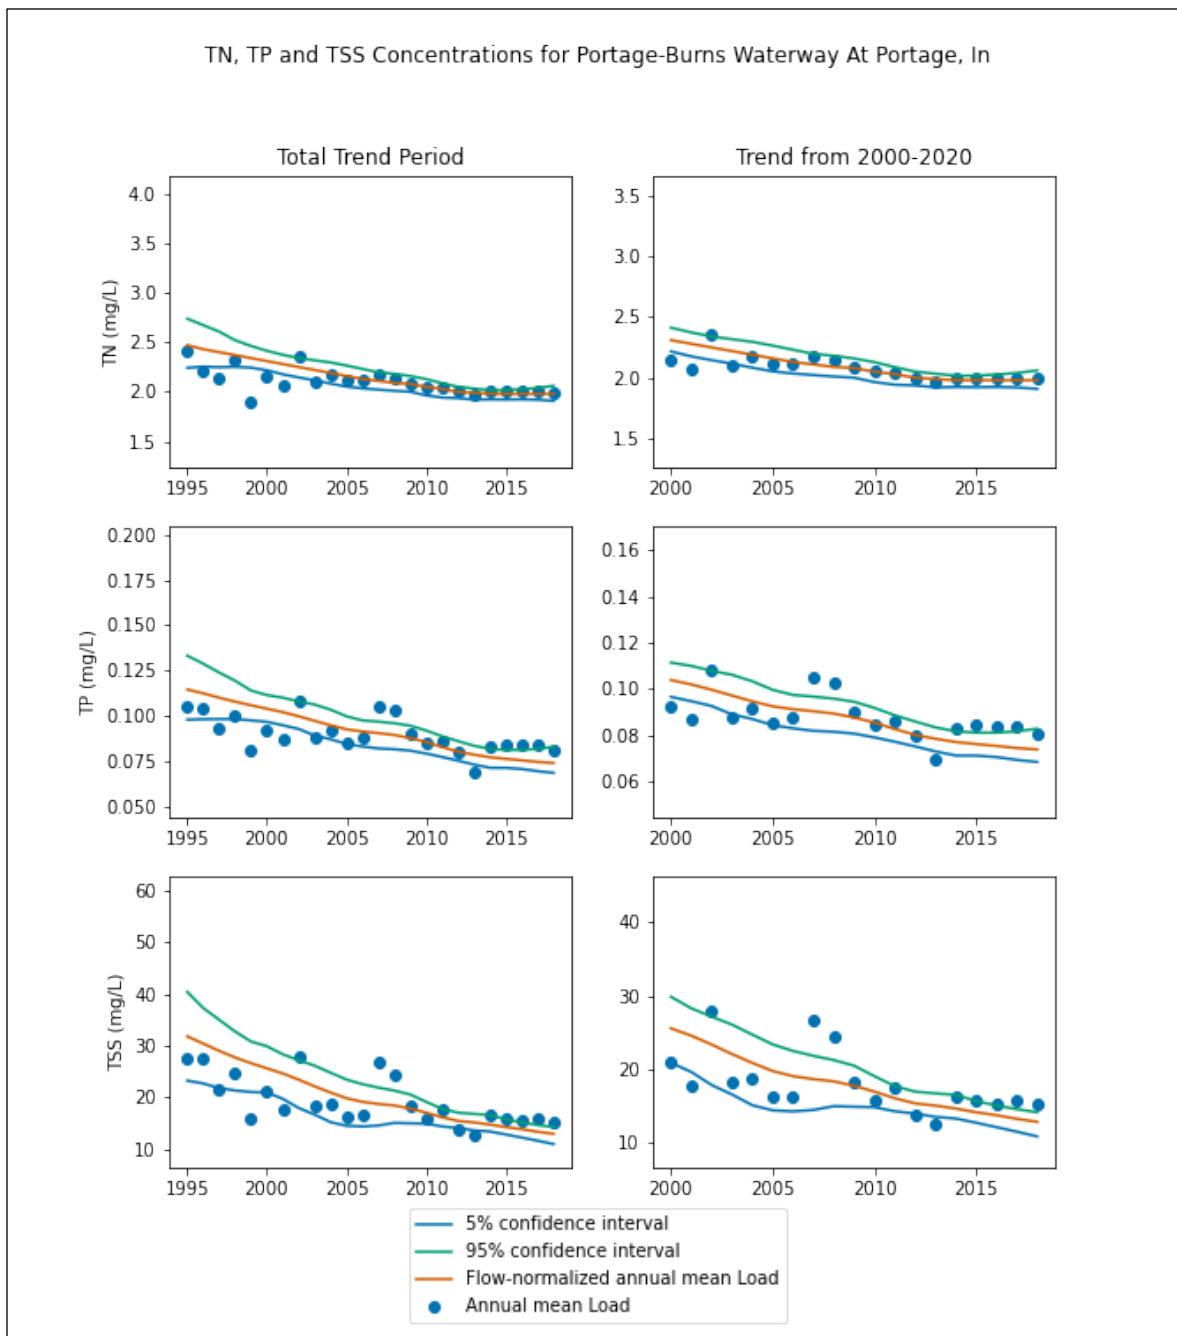 TN, TP and TSS Concentrations for Portage-Burns Waterway At Portage, In
Total Trend Period
4.0
3.5
3.0
2.5
2.0
1.5
TN (mg/L)
1995 2000 2005 2010 2015
Trend from 2000-2020
3.5
3.0
2.5
2.0
1.5
2000 2005 2010 2015
0.200
0.175
0.150
0.125
0.100
0.075
0.050
TP (mg/L)
1995 2000 2005 2010 2015
0.16
0.14
0.12
0.10
0.08
0.06
2000 2005 2010 2015
60
50
40
30
20
10
TSS (mg/L)
1995 2000 2005 2010 2015
40
30
20
10
2000 2005 2010 2015
5% confidence interval
95% confidence interval
Flow-normalized annual mean Load
Annual mean Load